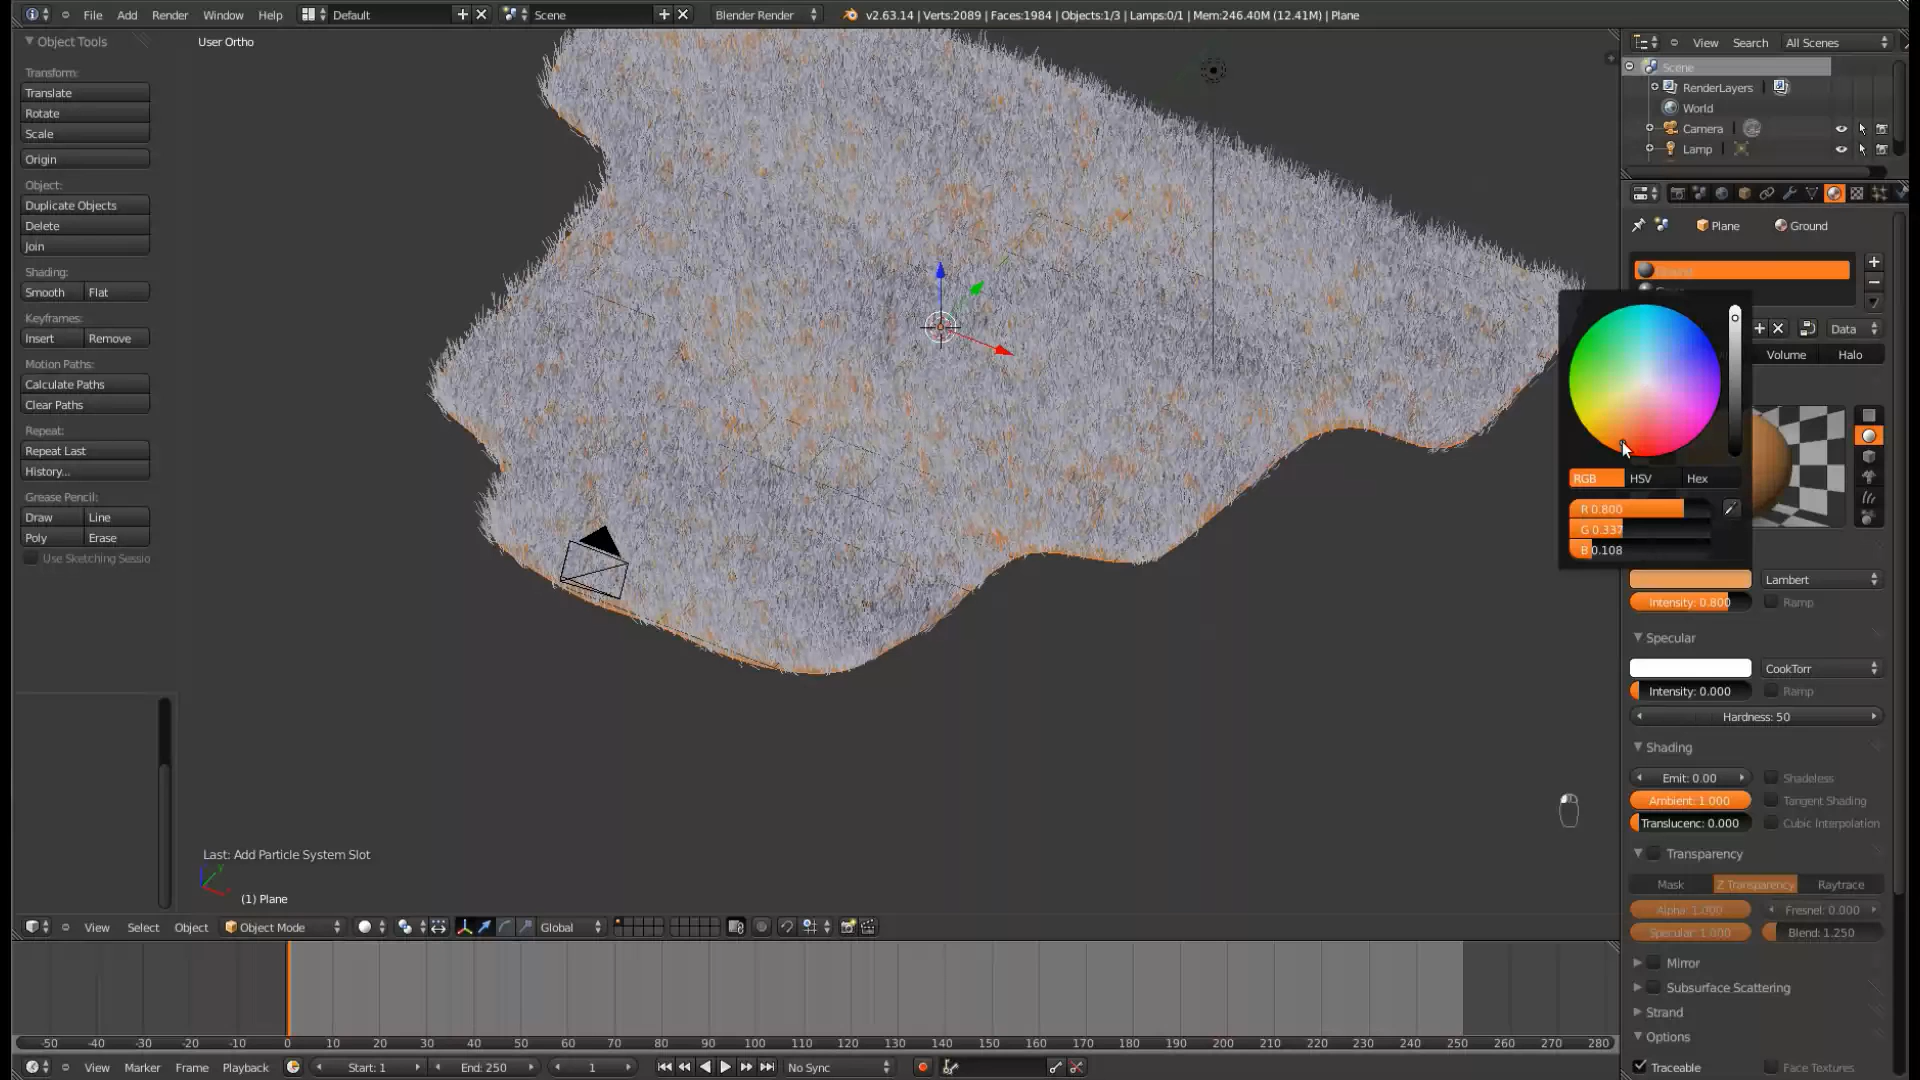 File Add Render Window Help Default Scene Blender Render v2.63.14 | Verts:2089 | Faces:1984 | Objects:1/3 | Lamps:0/1 | Mem:246.40M (12.41M) | Plane
Object Tools
Transform:
Translate
Rotate
Scale
Origin
Object:
Duplicate Objects
Delete
Join
Shading:
Smooth Flat
Keyframes:
Insert Remove
Motion Paths:
Calculate Paths
Clear Paths
Repeat:
Repeat Last
History...
Grease Pencil:
Draw Line
Poly Erase
Use Sketching Sessio
User Ortho
Last: Add Particle System Slot
(1) Plane
View Select Object Object Mode Global
View Search All Scenes
Scene
RenderLayers
World
Camera
Lamp
Plane Ground
Data
Volume Halo
RGB HSV Hex
R 0.800
G 0.337
B 0.108
Lambert
Intensity: 0.800 Ramp
Specular
CookTorr
Intensity: 0.000 Ramp
Hardness: 50
Shading
Emit: 0.00 Shadeless
Ambient: 1.000 Tangent Shading
Translucenc: 0.000 Cubic Interpolation
Transparency
Mask Z Transparency Raytrace
Alpha: 1.000 Fresnel: 0.000
Specular: 1.000 Blend: 1.250
Mirror
Subsurface Scattering
Strand
Options
Traceable Face Textures
-50 -40 -30 -20 -10 0 10 20 30 40 50 60 70 80 90 100 110 120 130 140 150 160 170 180 190 200 210 220 230 240 250 260 270 280
View Marker Frame Playback Start: 1 End: 250 1 No Sync